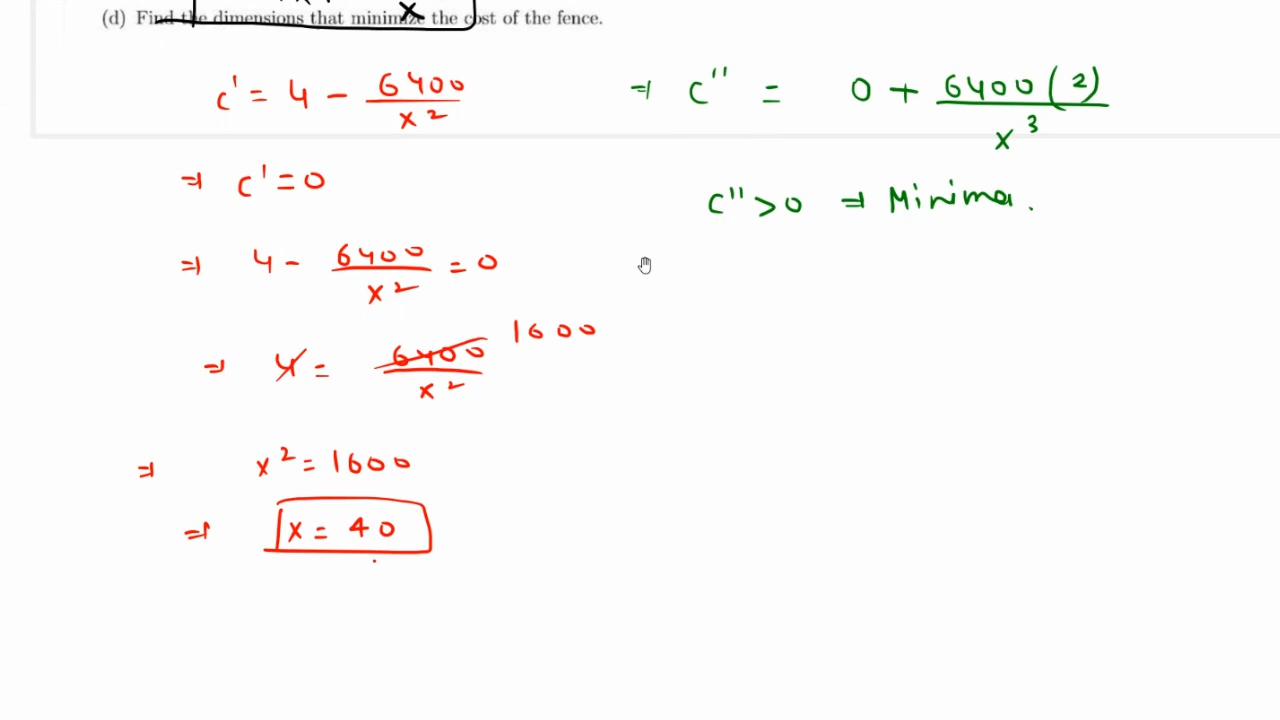 x
(d) Find the dimensions that minimize the cost of the fence.
c' = 4 - 6400/x²
⇒ c' = 0
⇒ 4 - 6400/x² = 0
⇒ 4 = 6400/x² 1600
⇒ x² = 1600
⇒ x = 40
⇒ c'' = 0 + 6400(2)/x³
c'' > 0 ⇒ Minima.